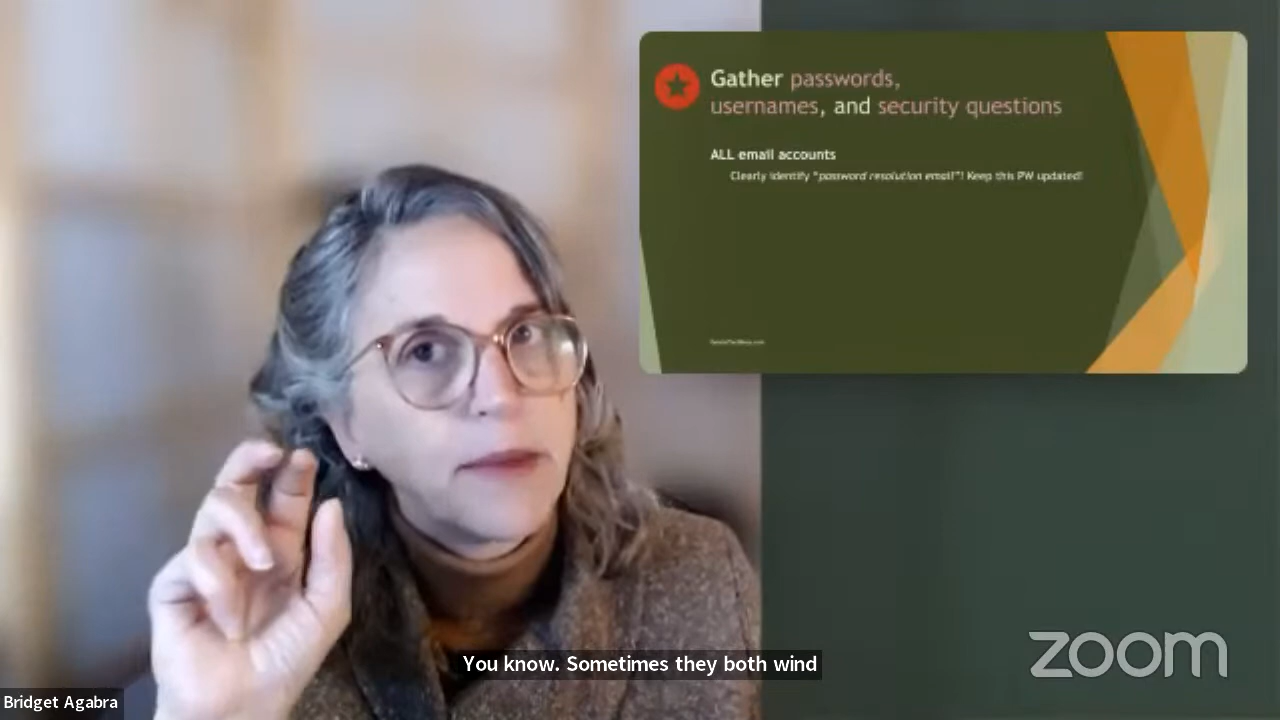 Gather passwords,
usernames, and security questions
ALL email accounts
Clearly identify "password resolution email"! Keep this PW updated!
You know. Sometimes they both wind
zoom
Bridget Agabra